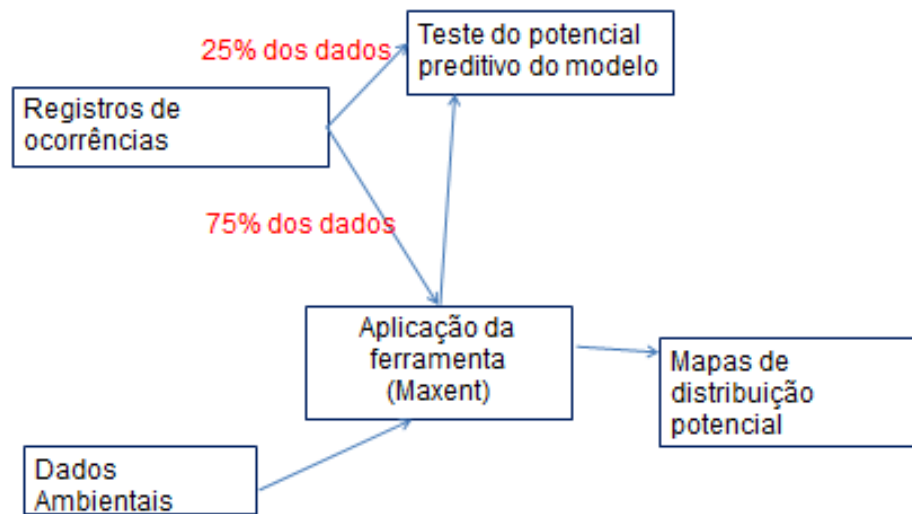 25% dos dados
Teste do potencial
preditivo do modelo
Registros de
ocorrências
75% dos dados
Aplicação da
ferramenta
(Maxent)
Mapas de
distribuição
potencial
Dados
Ambientais